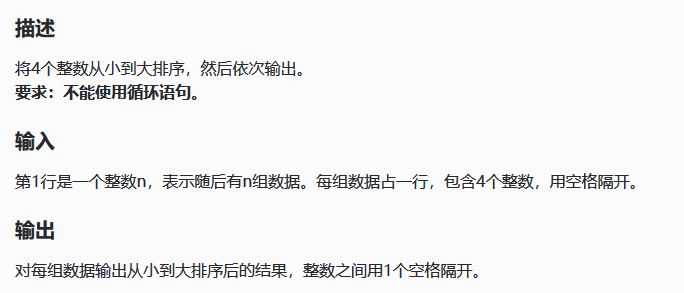 描述
将4个整数从小到大排序，然后依次输出。
要求：不能使用循环语句。
输入
第1行是一个整数n，表示随后有n组数据。每组数据占一行，包含4个整数，用空格隔开。
输出
对每组数据输出从小到大排序后的结果，整数之间用1个空格隔开。